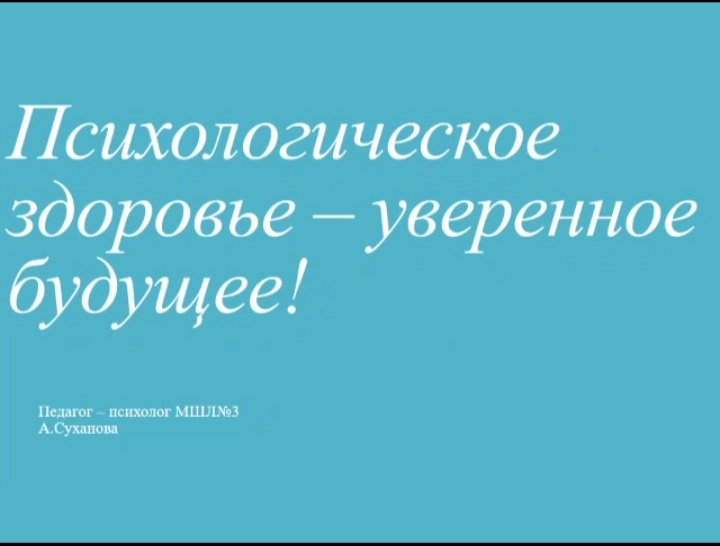 Психологическое
здоровье – уверенное
будущее!
Педагог – психолог МШЛ№3
А.Суханова